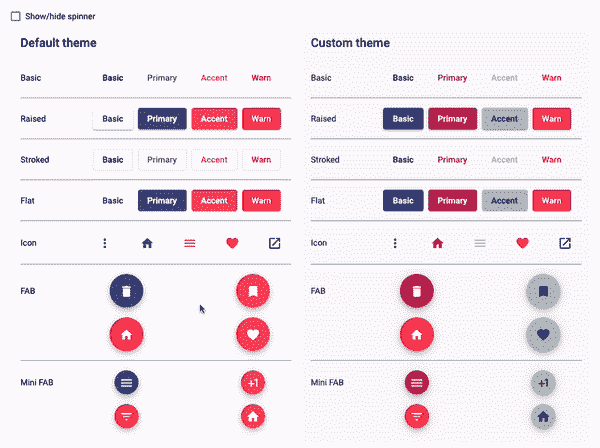 Show/hide spinner
Default theme Custom theme
Basic Basic Primary Accent Warn Basic Basic Primary Accent Warn
Raised Basic Primary Accent Warn Raised Basic Primary Accent Warn
Stroked Basic Primary Accent Warn Stroked Basic Primary Accent Warn
Flat Basic Primary Accent Warn Flat Basic Primary Accent Warn
Icon Icon
FAB FAB
Mini FAB +1 Mini FAB +1